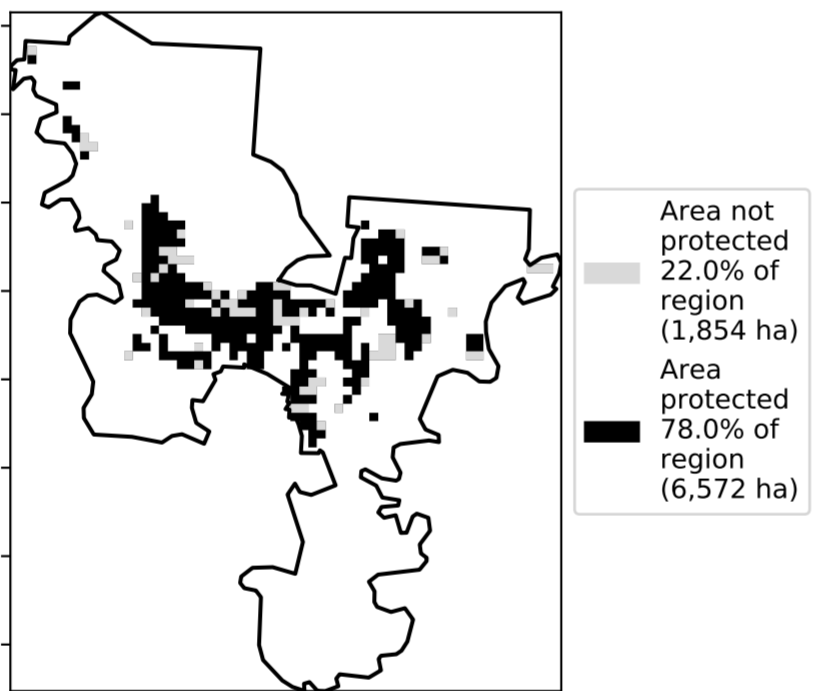 Area not
protected
22.0% of
region
(1,854 ha)
Area
protected
78.0% of
region
(6,572 ha)